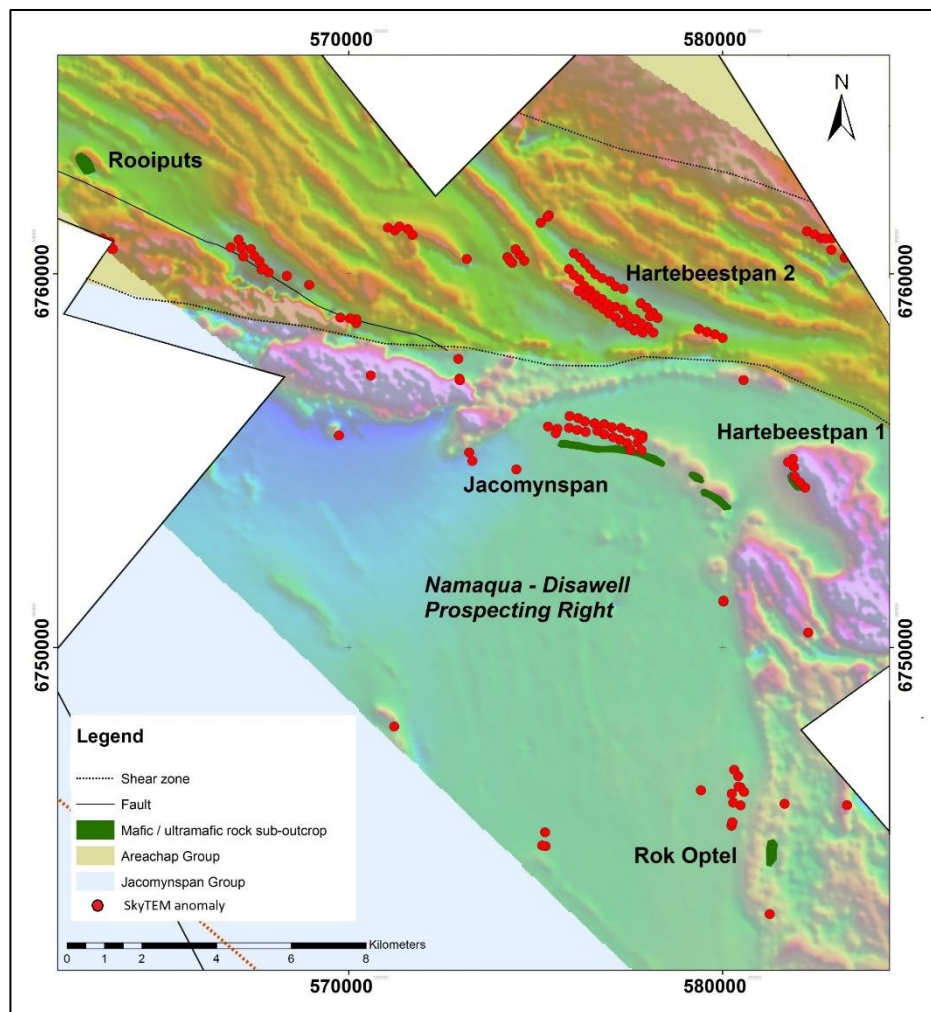 570000
580000
N
Rooiputs
6760000
6760000
Hartebeestpan 2
Hartebeestpan 1
Jacomynspan
Namaqua - Disawell
Prospecting Right
6750000
6750000
Legend
Shear zone
Fault
Mafic / ultramafic rock sub-outcrop
Areachap Group
Jacomynspan Group
SkyTEM anomaly
Rok Optel
Kilometers
0 1 2 4 6 8
570000
580000